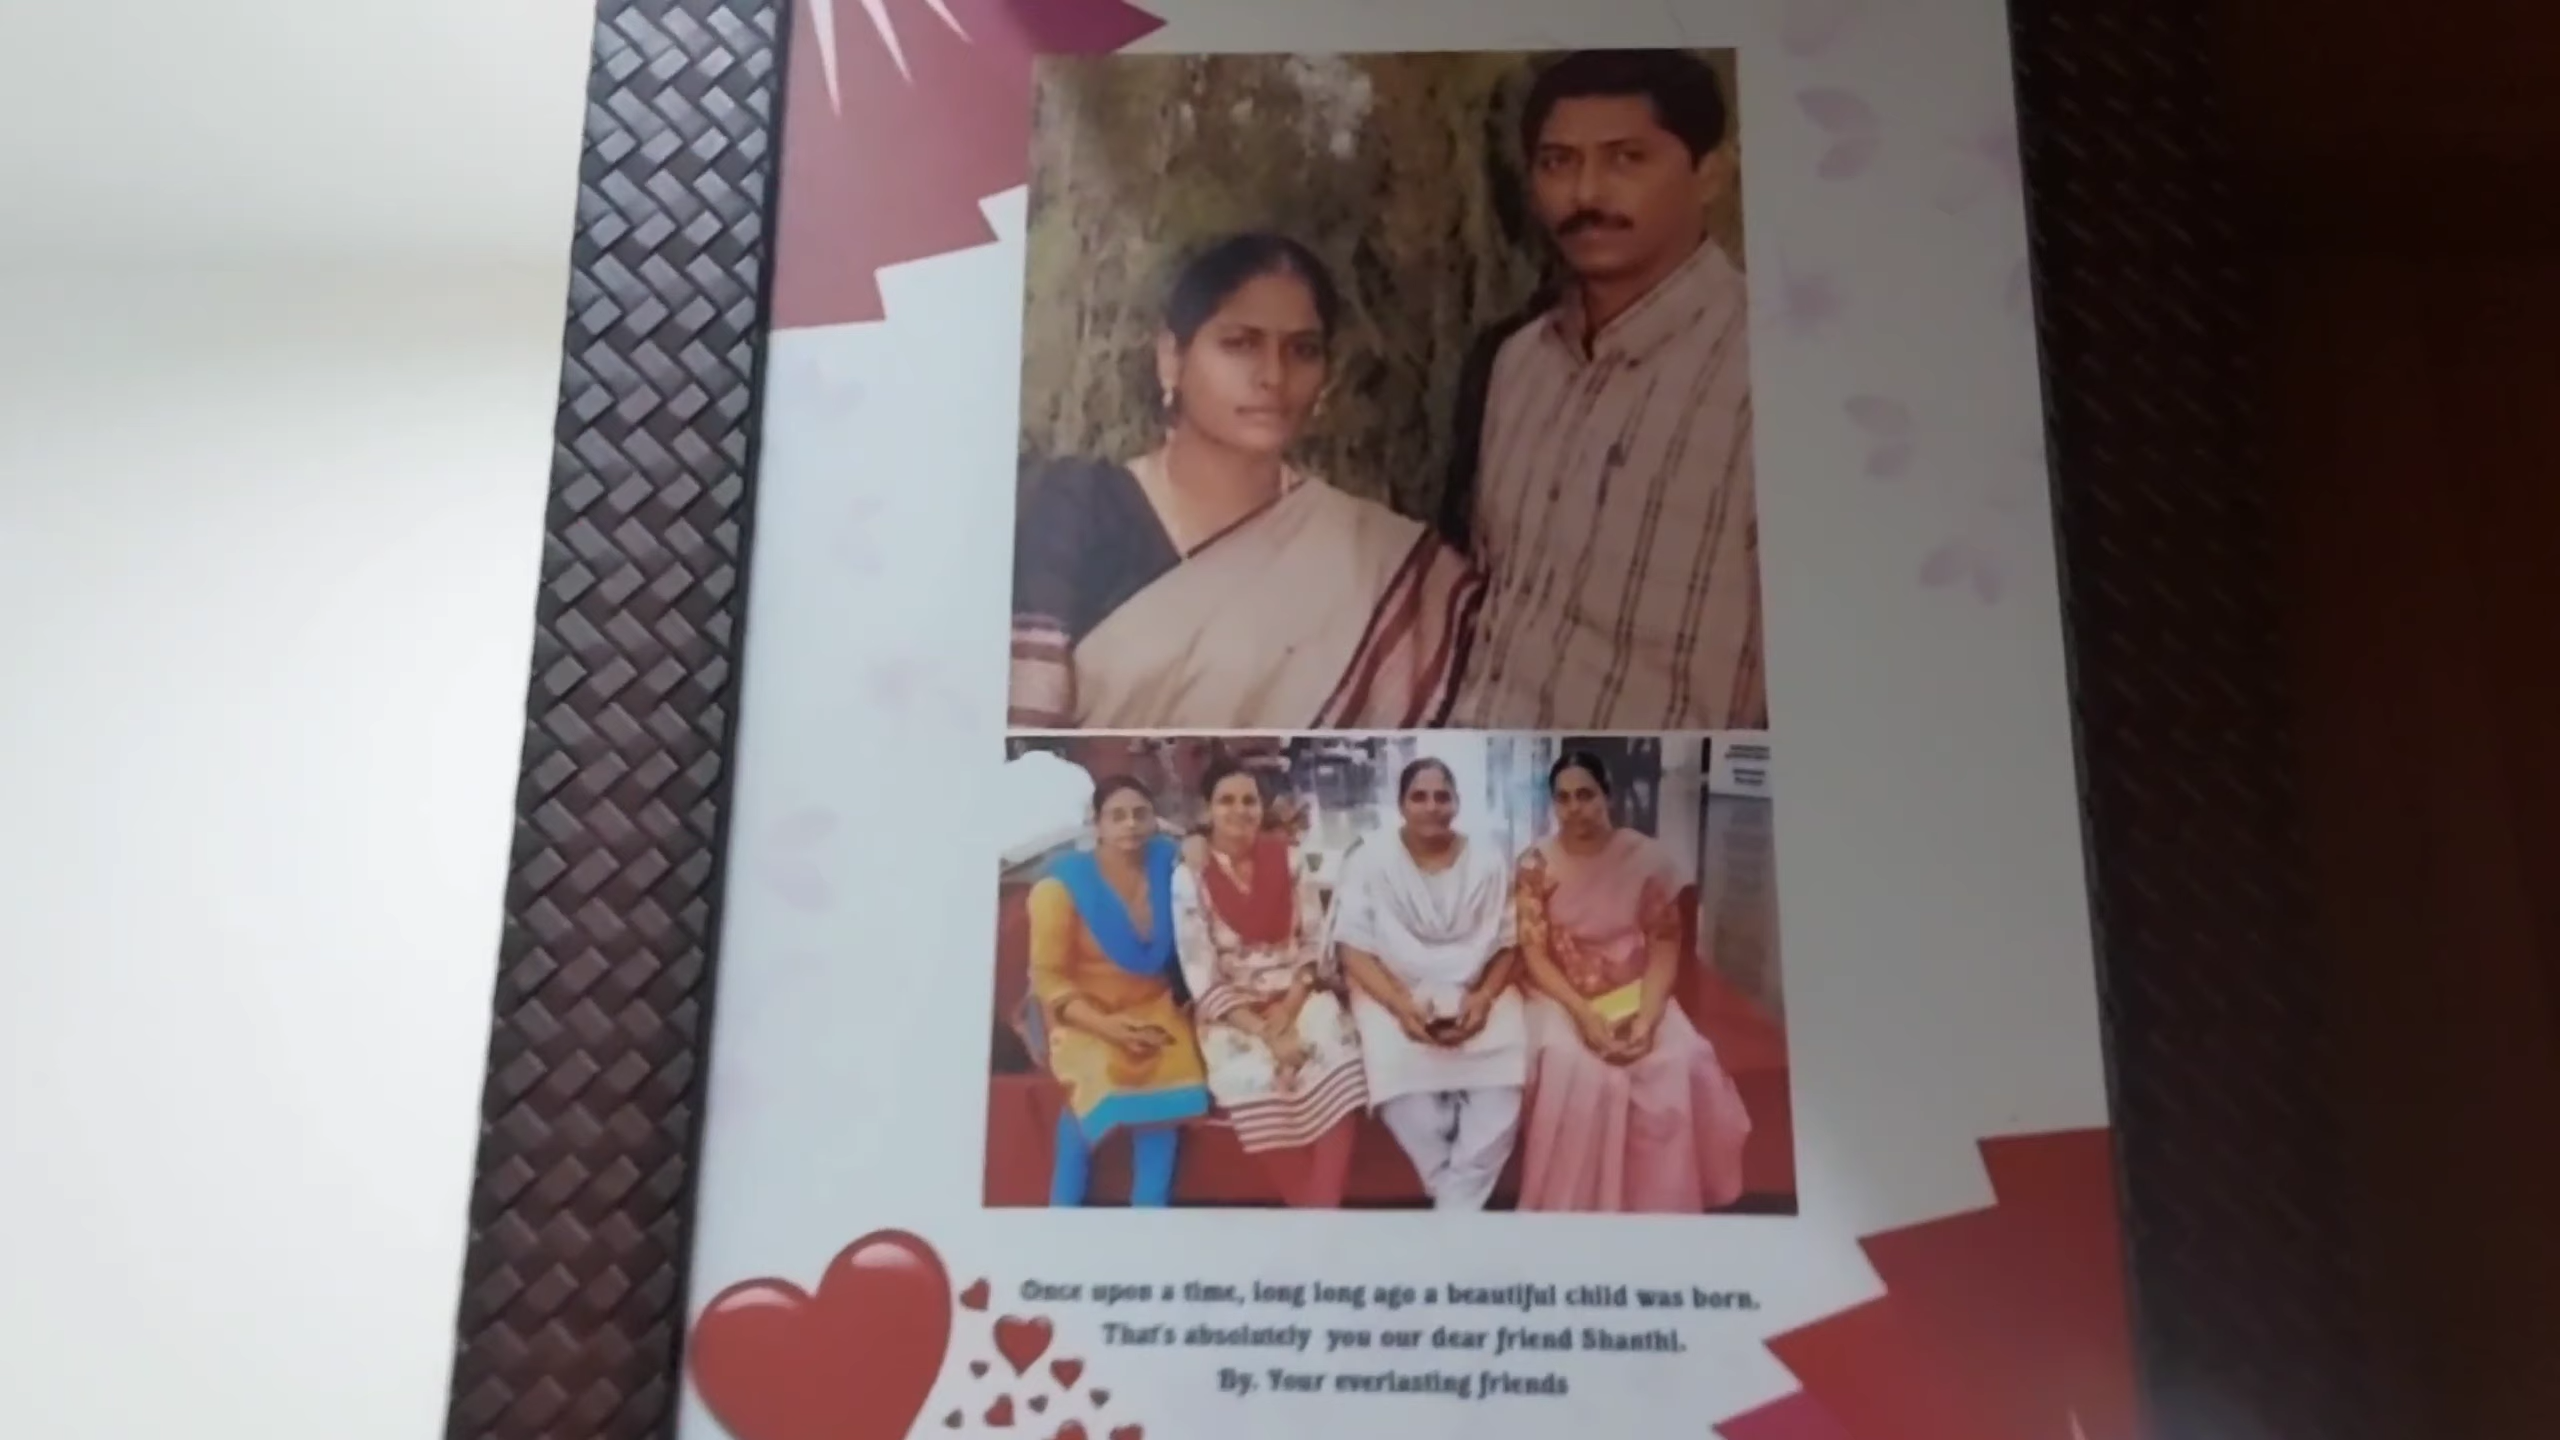 Once upon a time, long long ago a beautiful child was born.
That's absolutely you our dear friend Shanthi.
By. Your everlasting friends